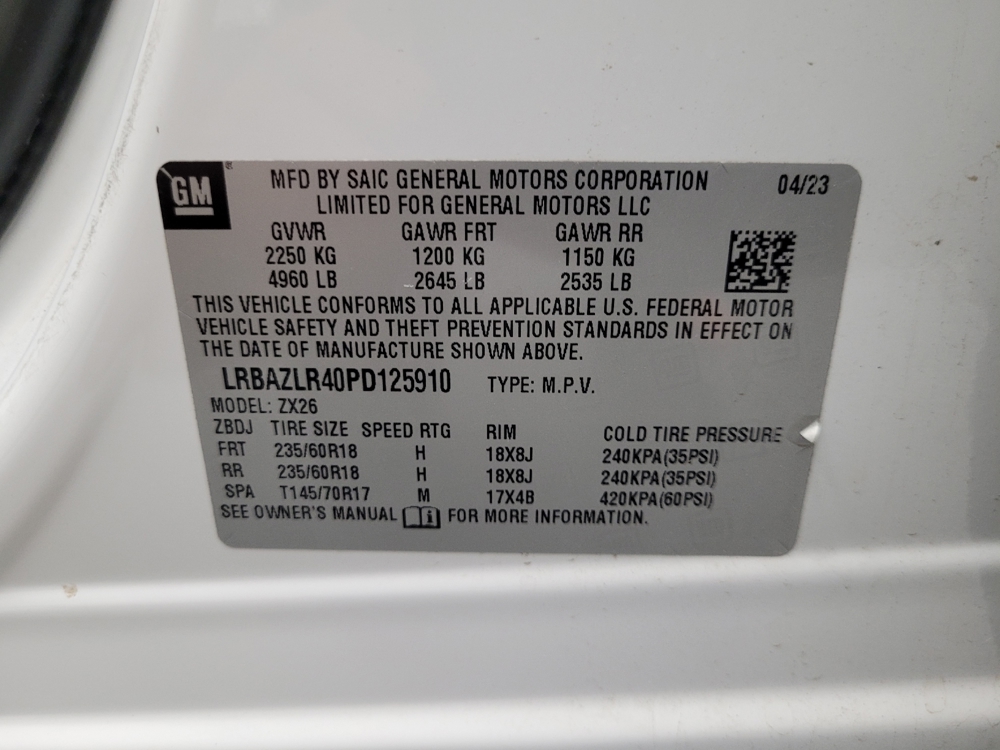 GM ®
MFD BY SAIC GENERAL MOTORS CORPORATION 04/23
LIMITED FOR GENERAL MOTORS LLC
GVWR GAWR FRT GAWR RR
2250 KG 1200 KG 1150 KG
4960 LB 2645 LB 2535 LB
THIS VEHICLE CONFORMS TO ALL APPLICABLE U.S. FEDERAL MOTOR
VEHICLE SAFETY AND THEFT PREVENTION STANDARDS IN EFFECT ON
THE DATE OF MANUFACTURE SHOWN ABOVE.
LRBAZLR40PD125910 TYPE: M.P.V.
MODEL: ZX26
ZBDJ TIRE SIZE SPEED RTG RIM COLD TIRE PRESSURE
FRT 235/60R18 H 18X8J 240KPA(35PSI)
RR 235/60R18 H 18X8J 240KPA(35PSI)
SPA T145/70R17 M 17X4B 420KPA(60PSI)
SEE OWNER'S MANUAL i FOR MORE INFORMATION.